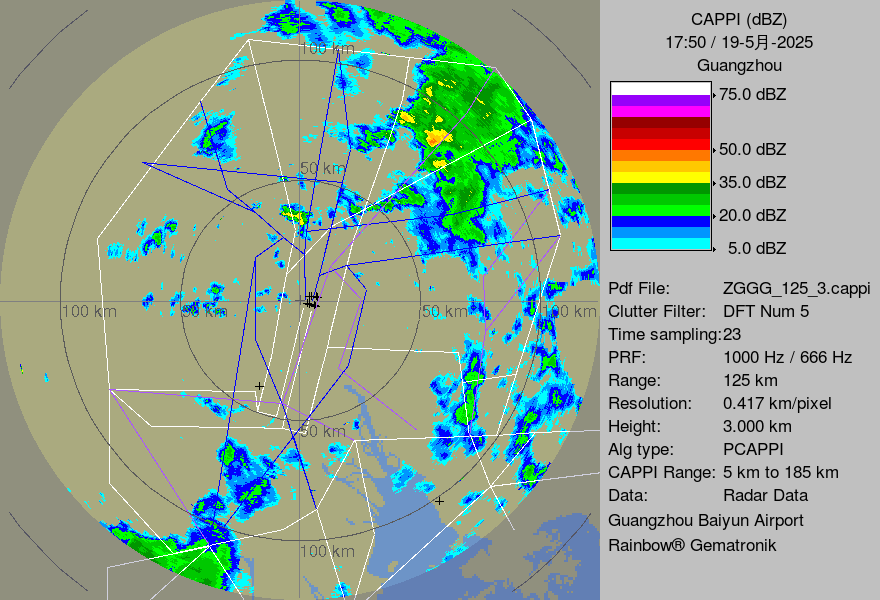 CAPPI (dBZ)
17:50 / 19-5月-2025
Guangzhou
75.0 dBZ
50.0 dBZ
35.0 dBZ
20.0 dBZ
5.0 dBZ
Pdf File: ZGGG_125_3.cappi
Clutter Filter: DFT Num 5
Time sampling:23
PRF: 1000 Hz / 666 Hz
Range: 125 km
Resolution: 0.417 km/pixel
Height: 3.000 km
Alg type: PCAPPI
CAPPI Range: 5 km to 185 km
Data: Radar Data
Guangzhou Baiyun Airport
Rainbow® Gematronik
100 km
50 km
100 km
50 km
50 km
100 km
50 km
100 km